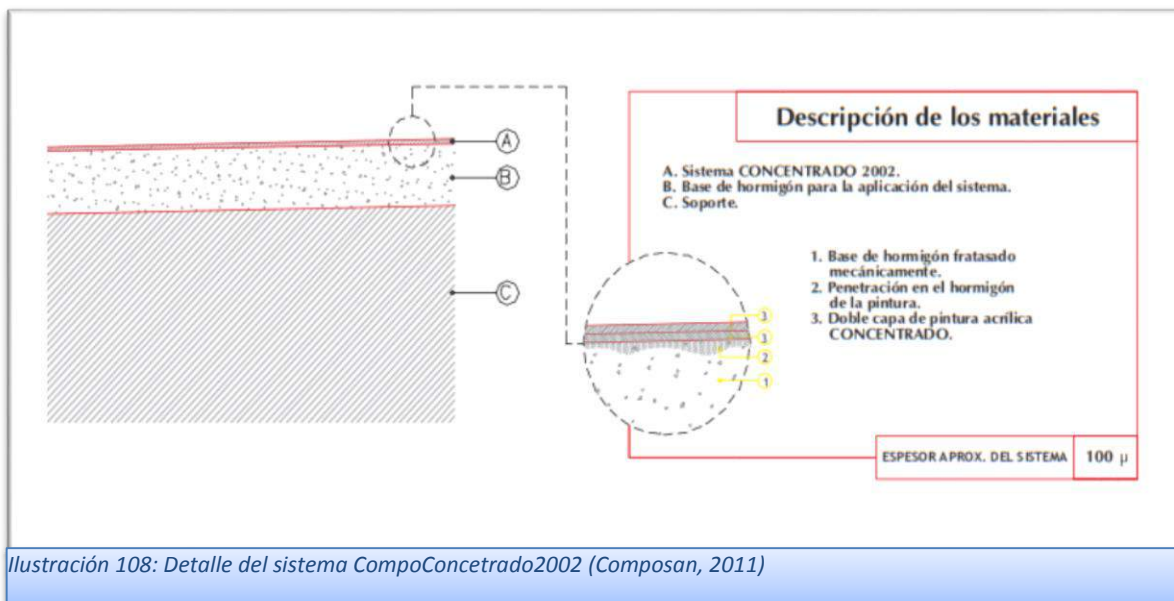 Descripción de los materiales
A. Sistema CONCENTRADO 2002.
B. Base de hormigón para la aplicación del sistema.
C. Soporte.
1. Base de hormigón fratasado
mecánicamente.
2. Penetración en el hormigón
de la pintura.
3. Doble capa de pintura acrílica
CONCENTRADO.
A
B
C
3
3
2
1
ESPESOR APROX. DEL SISTEMA 100 µ
Ilustración 108: Detalle del sistema CompoConcetrado2002 (Composan, 2011)